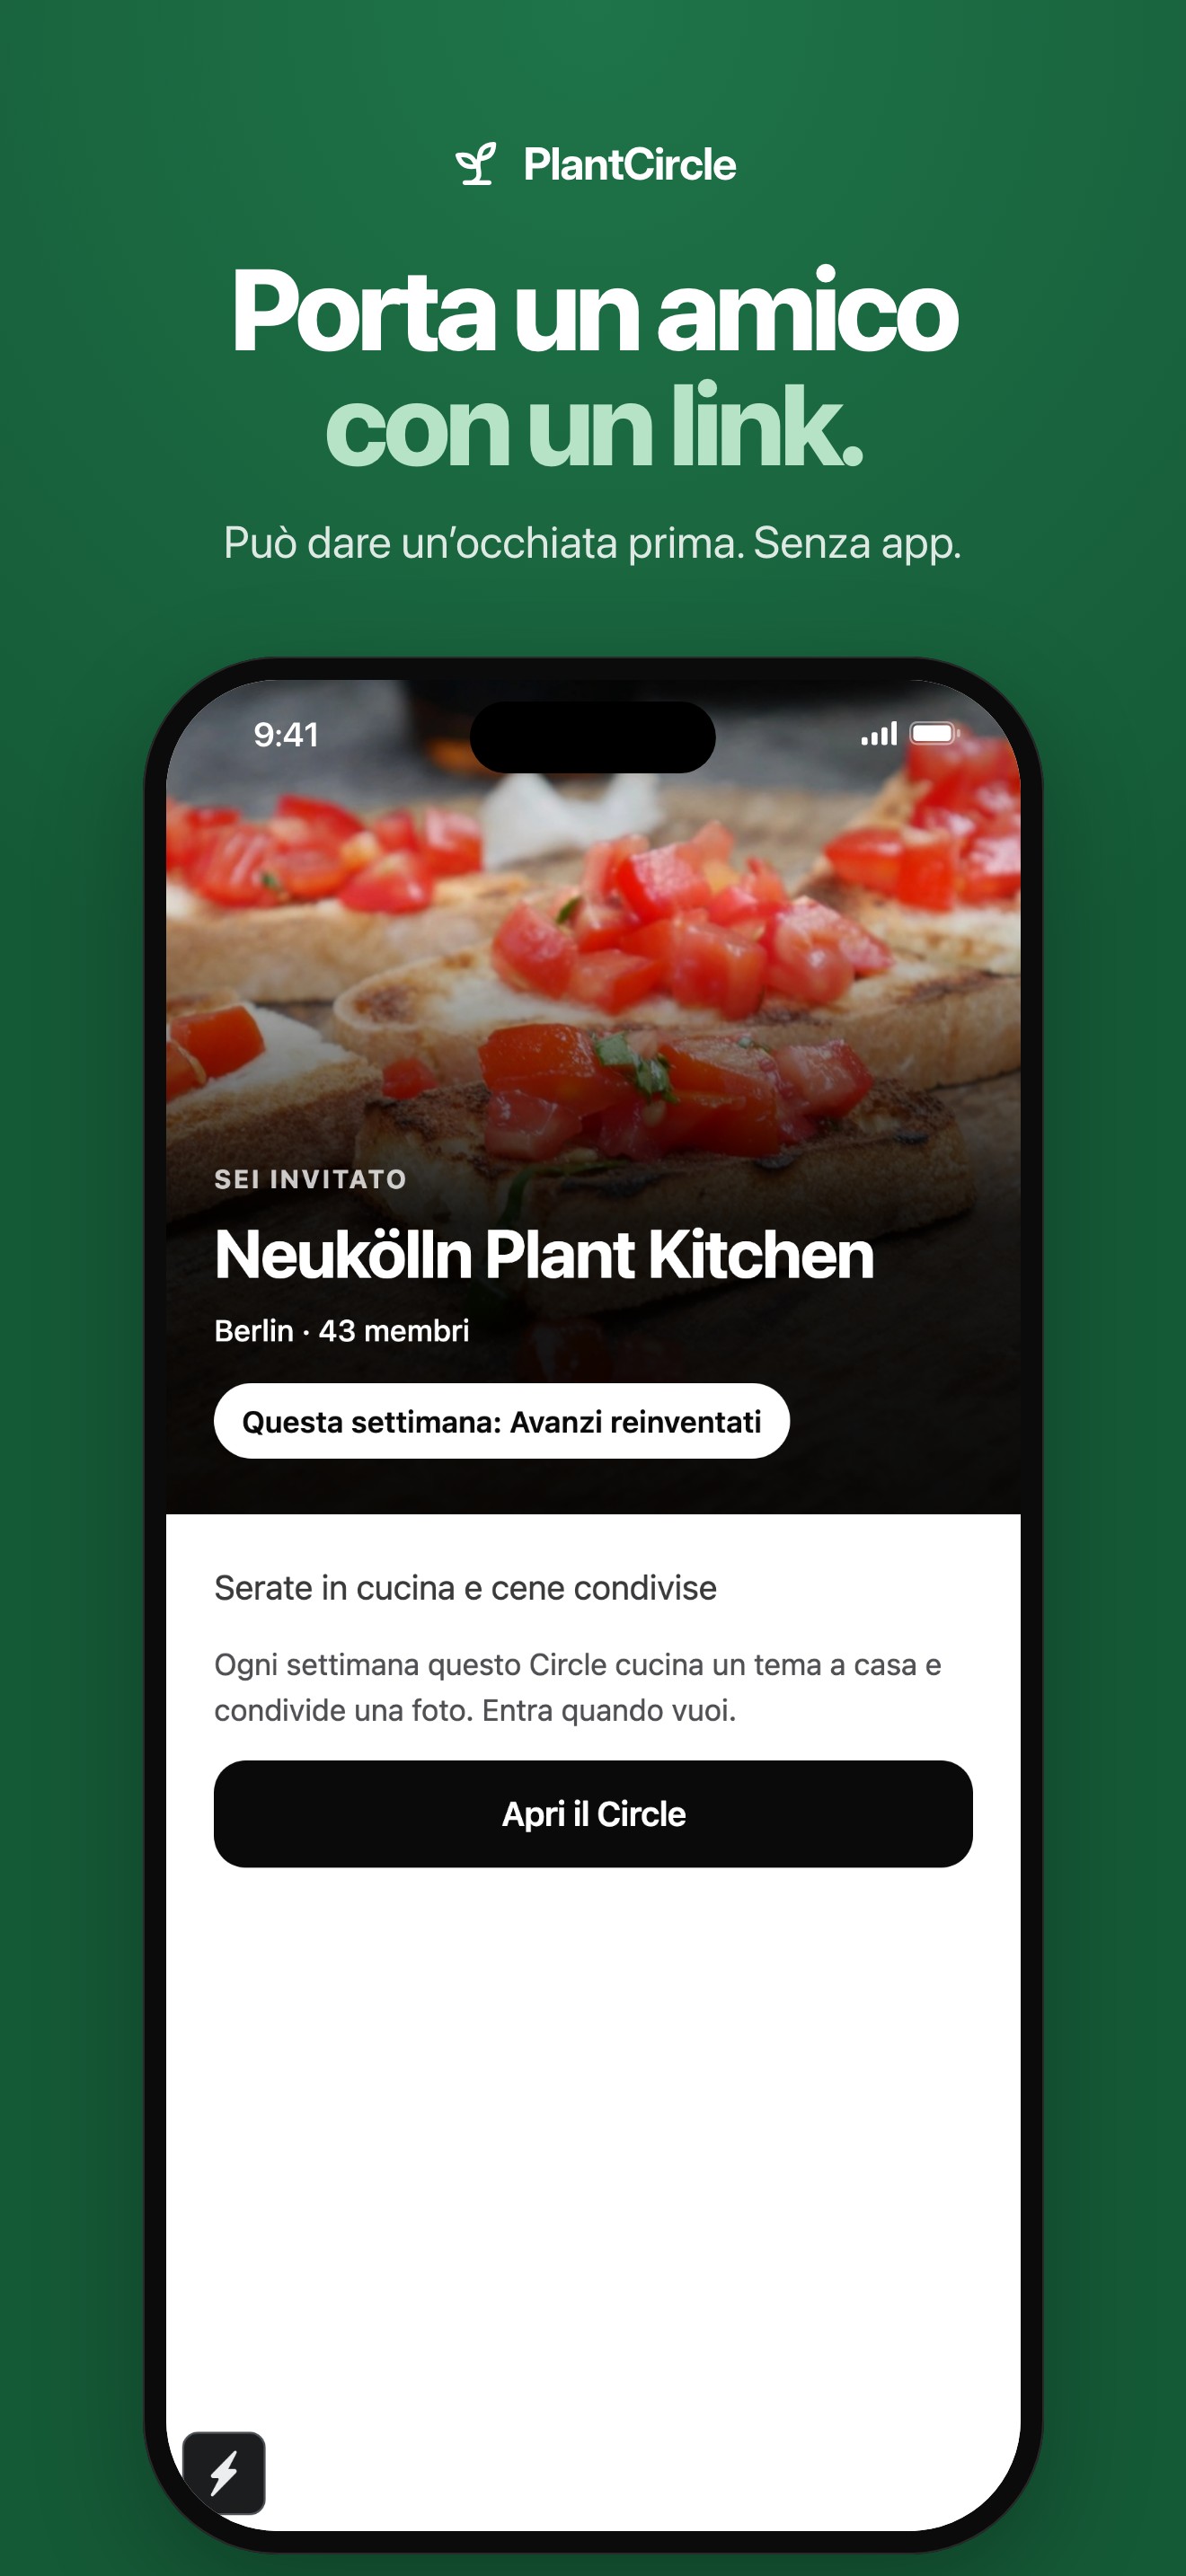 PlantCircle
Porta un amico
con un link.
Può dare un’occhiata prima. Senza app.
9:41
SEI INVITATO
Neukölln Plant Kitchen
Berlin · 43 membri
Questa settimana: Avanzi reinventati
Serate in cucina e cene condivise
Ogni settimana questo Circle cucina un tema a casa e
condivide una foto. Entra quando vuoi.
Apri il Circle